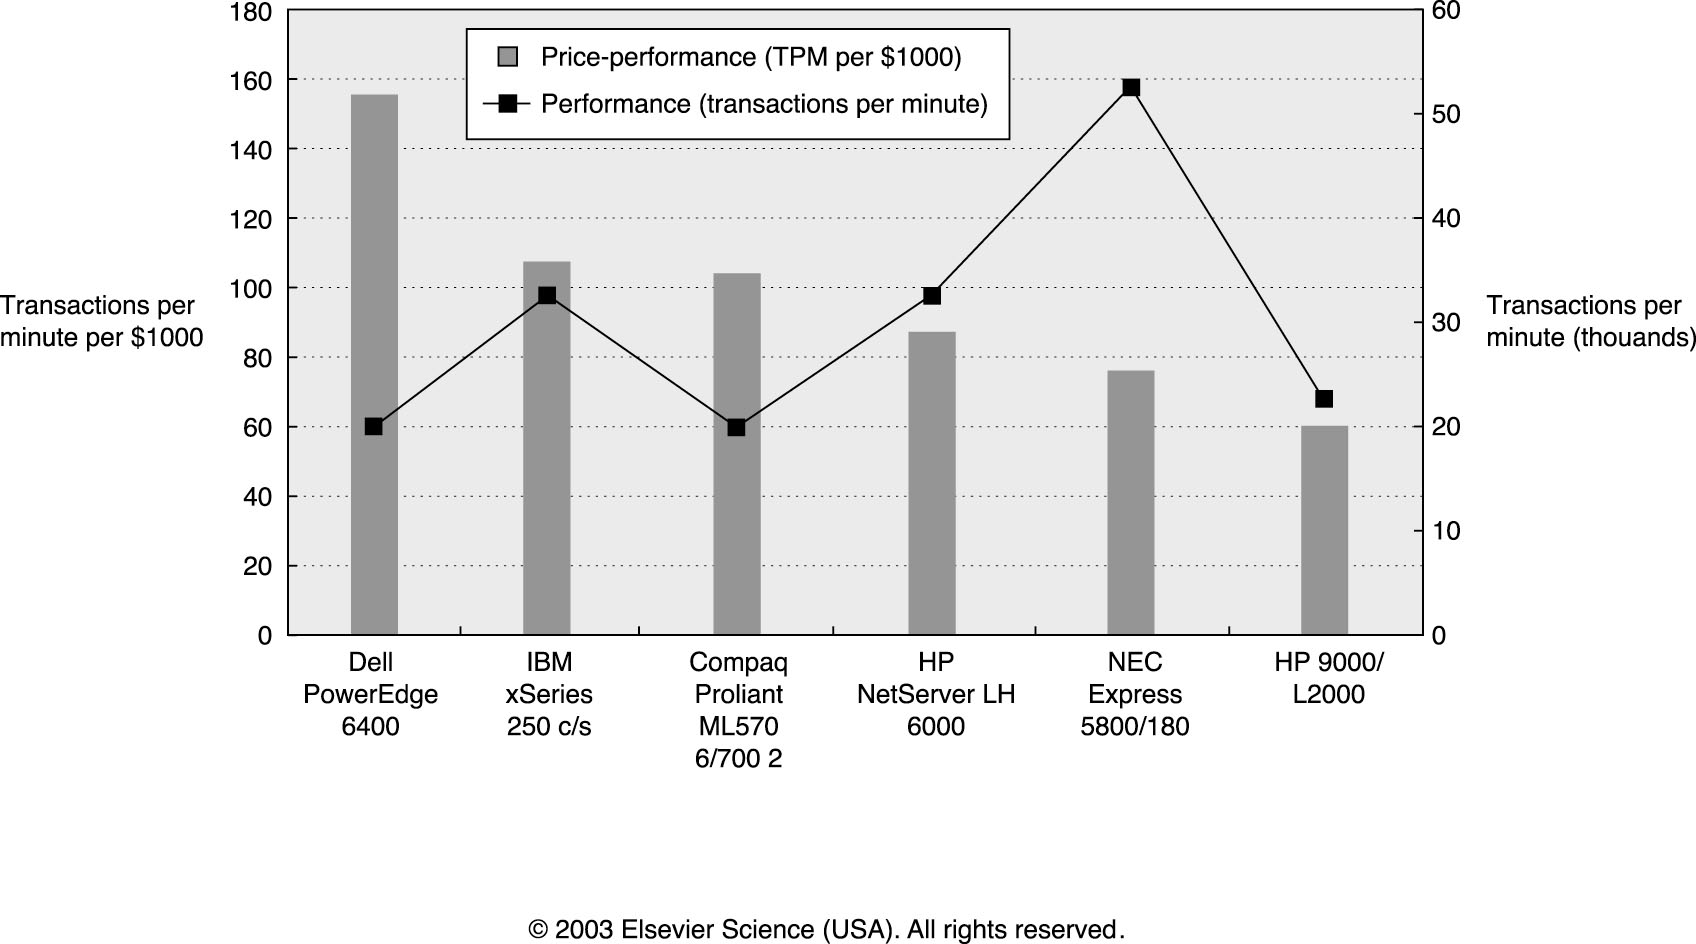 180
160
140
120
100
80
60
40
20
0
60
50
40
30
20
10
0
Price-performance (TPM per $1000)
Performance (transactions per minute)
Transactions per
minute per $1000
Transactions per
minute (thouands)
Dell
PowerEdge
6400
IBM
xSeries
250 c/s
Compaq
Proliant
ML570
6/700 2
HP
NetServer LH
6000
NEC
Express
5800/180
HP 9000/
L2000
© 2003 Elsevier Science (USA). All rights reserved.